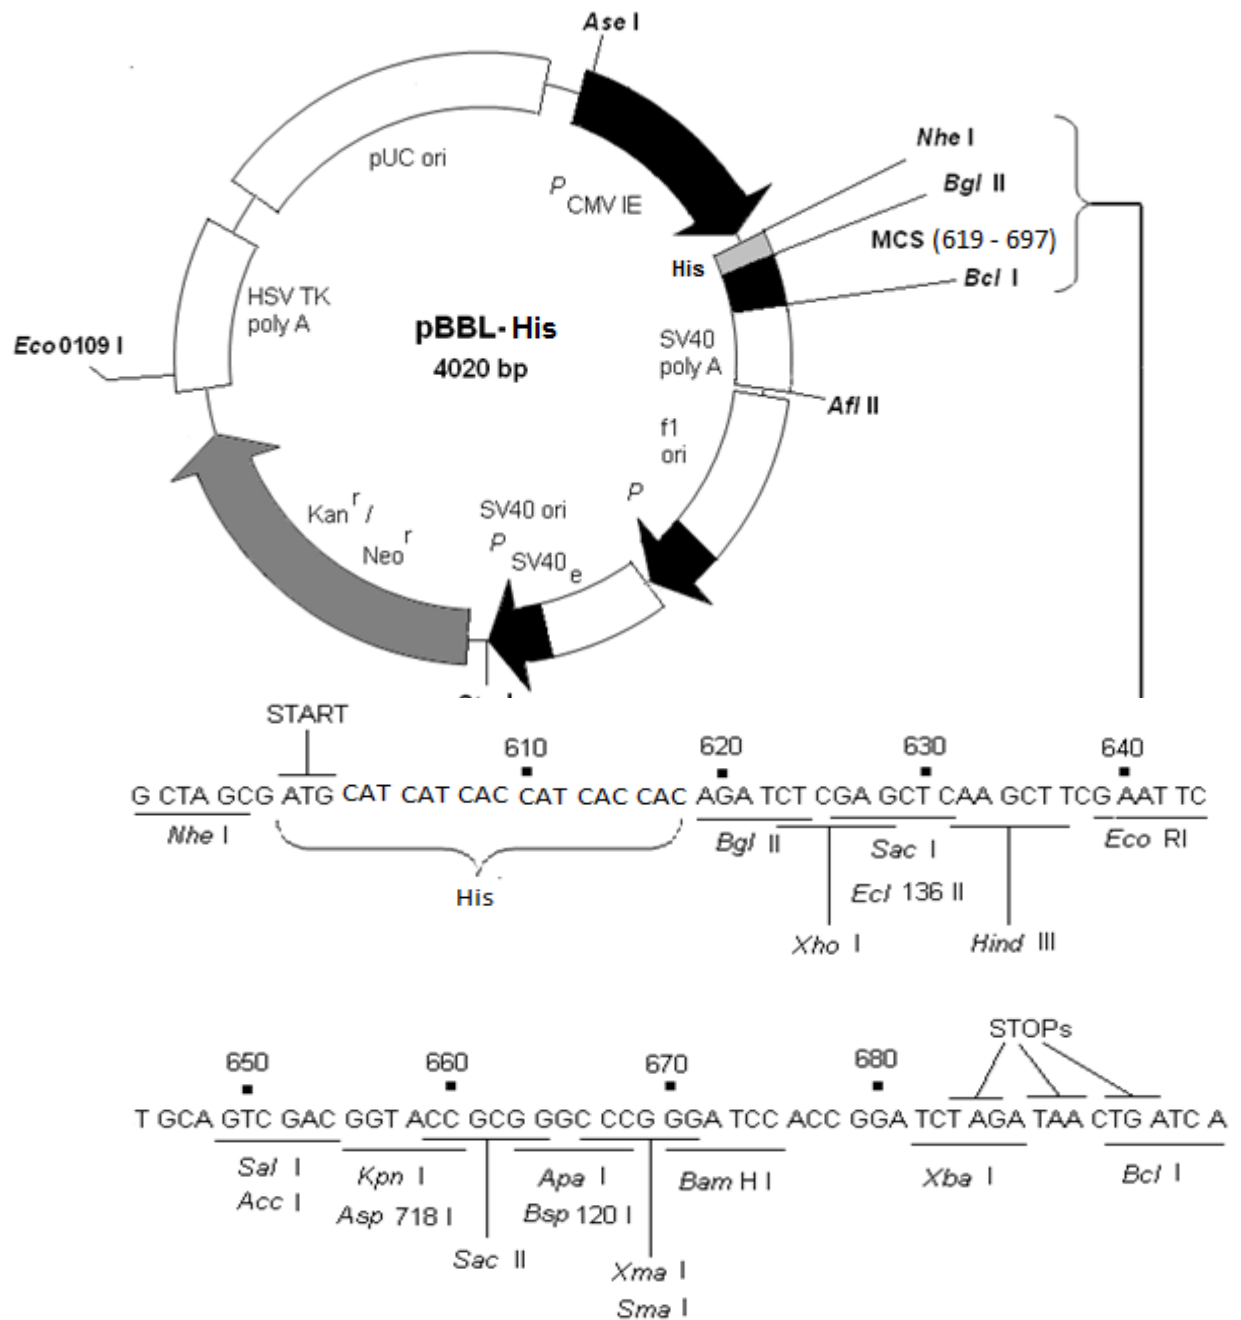 Ase I
Nhe I
Bgl II
MCS (619 - 697)
Bcl I
pUC ori
P CMV IE
His
HSV TK
poly A
pBBL-His
4020 bp
SV40
poly A
Eco0109 I
Afl II
f1
ori
P
SV40 ori
P SV40 e
Kan r /
Neo r
START
610 620 630 640
G CTA GCG ATG CAT CAT CAC CAT CAC CAC AGA TCT CGA GCT CAA GCT TCG AAT TC
Nhe I Bgl II Sac I Eco RI
His Ecl 136 II
Xho I Hind III
STOPs
650 660 670 680
T GCA GTC GAC GGT ACC GCG GGC CCG GGA TCC ACC GGA TCT AGA TAA CTG ATC A
Sal I Kpn I Apa I Bam H I Xba I Bcl I
Acc I Asp 718 I Bsp 120 I
Sac II Xma I
Sma I